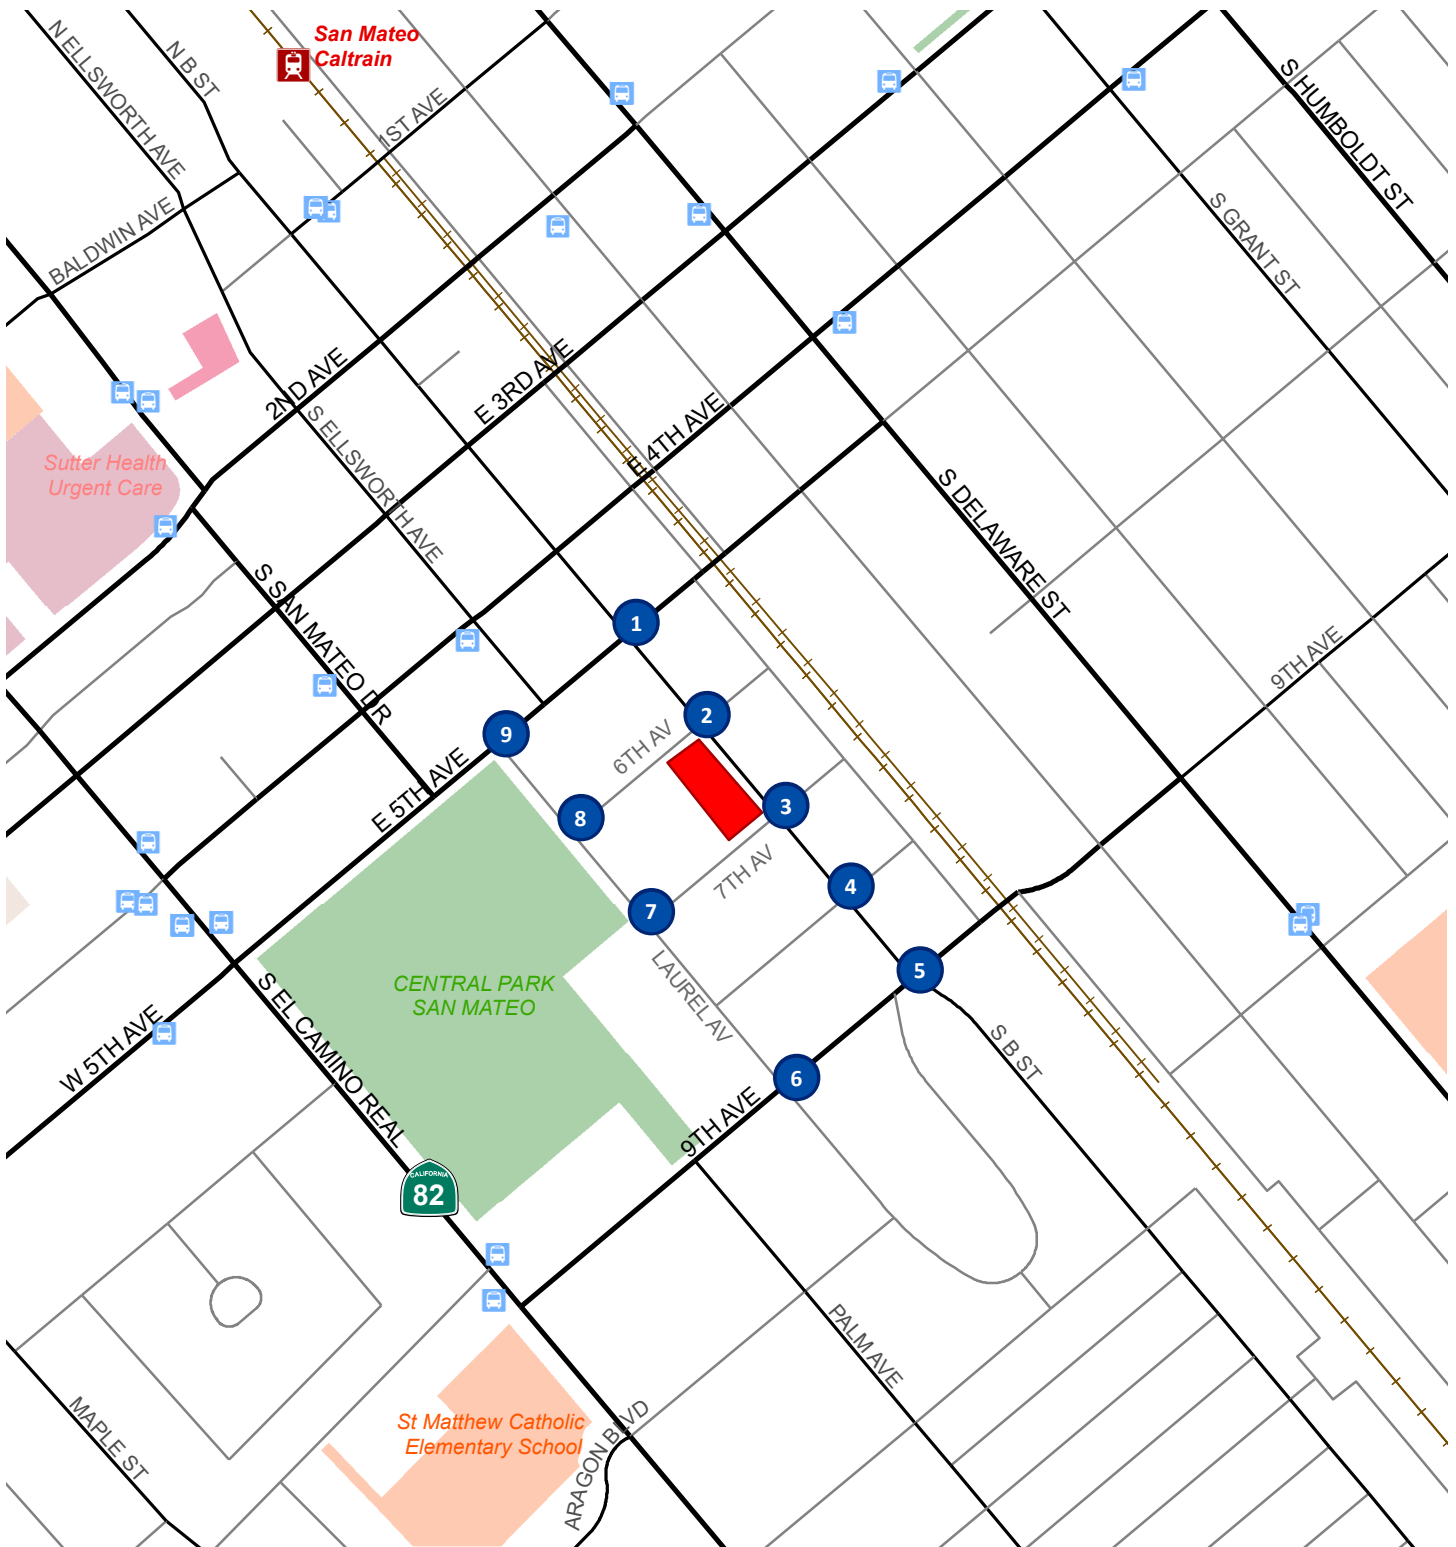 San Mateo
Caltrain
N ELLSWORTH AVE
N B ST
1ST AVE
S HUMBOLDT ST
S GRANT ST
BALDWIN AVE
2ND AVE
E 3RD AVE
E 4TH AVE
S ELLSWORTH AVE
Sutter Health
Urgent Care
S DELAWARE ST
S SAN MATEO DR
9TH AVE
1
2
9
6TH AV
E 5TH AVE
8
3
7TH AV
4
7
5
LAUREL AV
CENTRAL PARK
SAN MATEO
S EL CAMINO REAL
W 5TH AVE
S B ST
6
9TH AVE
CALIFORNIA
82
PALM AVE
MAPLE ST
St Matthew Catholic
Elementary School
ARAGON BLVD